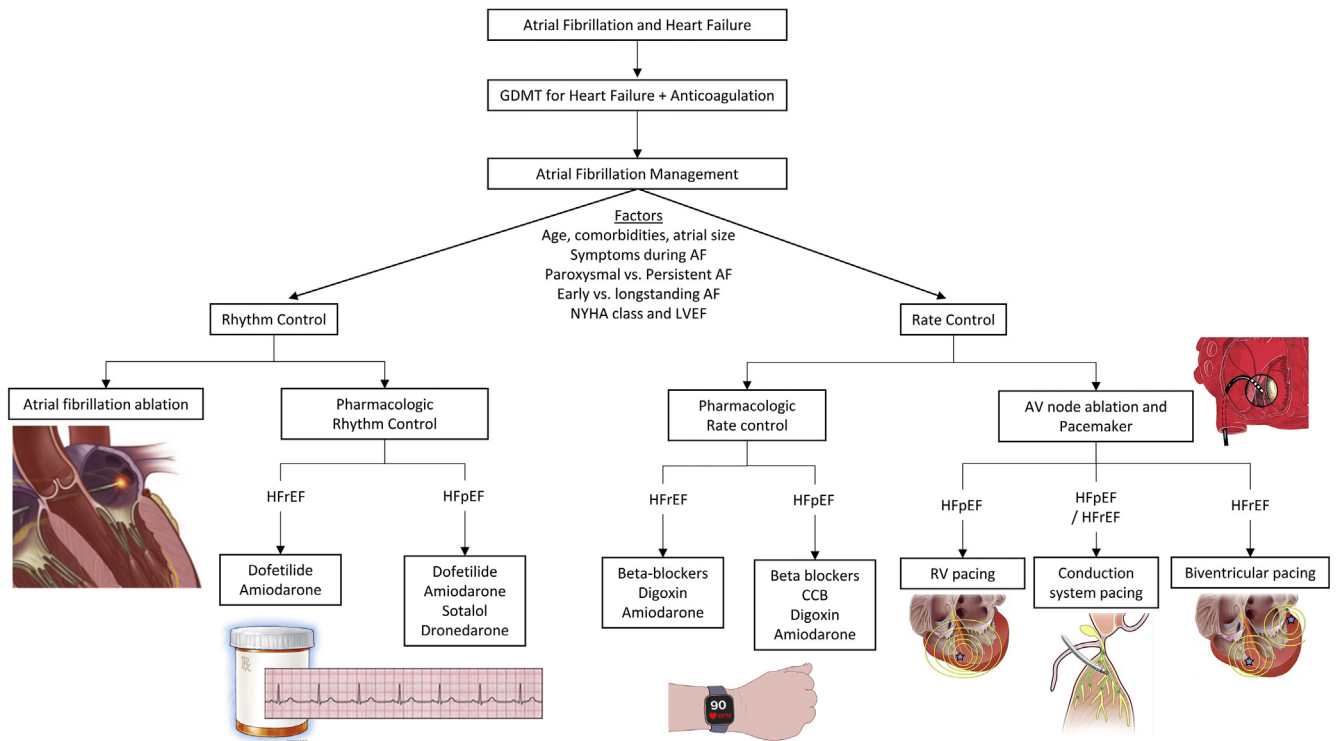 Atrial Fibrillation and Heart Failure
GDMT for Heart Failure + Anticoagulation
Atrial Fibrillation Management
Factors
Age, comorbidities, atrial size
Symptoms during AF
Paroxysmal vs. Persistent AF
Early vs. longstanding AF
NYHA class and LVEF
Rhythm Control
Rate Control
Atrial fibrillation ablation
Pharmacologic
Rhythm Control
Pharmacologic
Rate control
AV node ablation and
Pacemaker
HFrEF
HFpEF
HFrEF
HFpEF
HFpEF
HFpEF
/ HFrEF
HFrEF
Dofetilide
Amiodarone
Dofetilide
Amiodarone
Sotalol
Dronedarone
Beta-blockers
Digoxin
Amiodarone
Beta blockers
CCB
Digoxin
Amiodarone
RV pacing
Conduction
system pacing
Biventricular pacing
℞
90
BPM